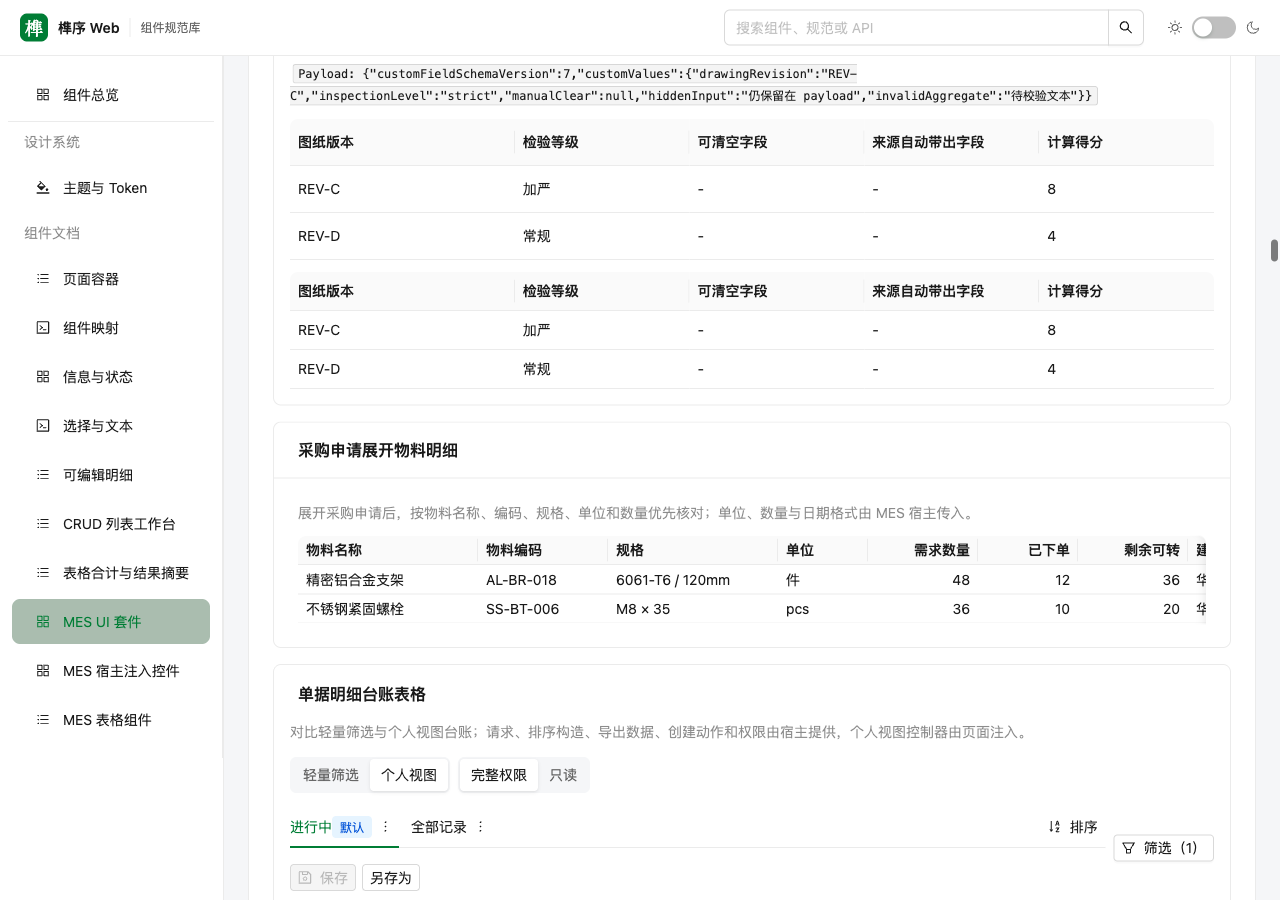 榫 榫序 Web 组件规范库 搜索组件、规范或 API
组件总览
设计系统
主题与 Token
组件文档
页面容器
组件映射
信息与状态
选择与文本
可编辑明细
CRUD 列表工作台
表格合计与结果摘要
MES UI 套件
MES 宿主注入控件
MES 表格组件
Payload: {"customFieldSchemaVersion":7,"customValues":{"drawingRevision":"REV-
C","inspectionLevel":"strict","manualClear":null,"hiddenInput":"仍保留在 payload","invalidAggregate":"待校验文本"}}
图纸版本 检验等级 可清空字段 来源自动带出字段 计算得分
REV-C 加严 - - 8
REV-D 常规 - - 4
图纸版本 检验等级 可清空字段 来源自动带出字段 计算得分
REV-C 加严 - - 8
REV-D 常规 - - 4
采购申请展开物料明细
展开采购申请后，按物料名称、编码、规格、单位和数量优先核对；单位、数量与日期格式由 MES 宿主传入。
物料名称 物料编码 规格 单位 需求数量 已下单 剩余可转 建
精密铝合金支架 AL-BR-018 6061-T6 / 120mm 件 48 12 36
不锈钢紧固螺栓 SS-BT-006 M8 × 35 pcs 36 10 20
单据明细台账表格
对比轻量筛选与个人视图台账；请求、排序构造、导出数据、创建动作和权限由宿主提供，个人视图控制器由页面注入。
轻量筛选 个人视图 完整权限 只读
进行中 默认 全部记录 排序
筛选（1）
保存 另存为